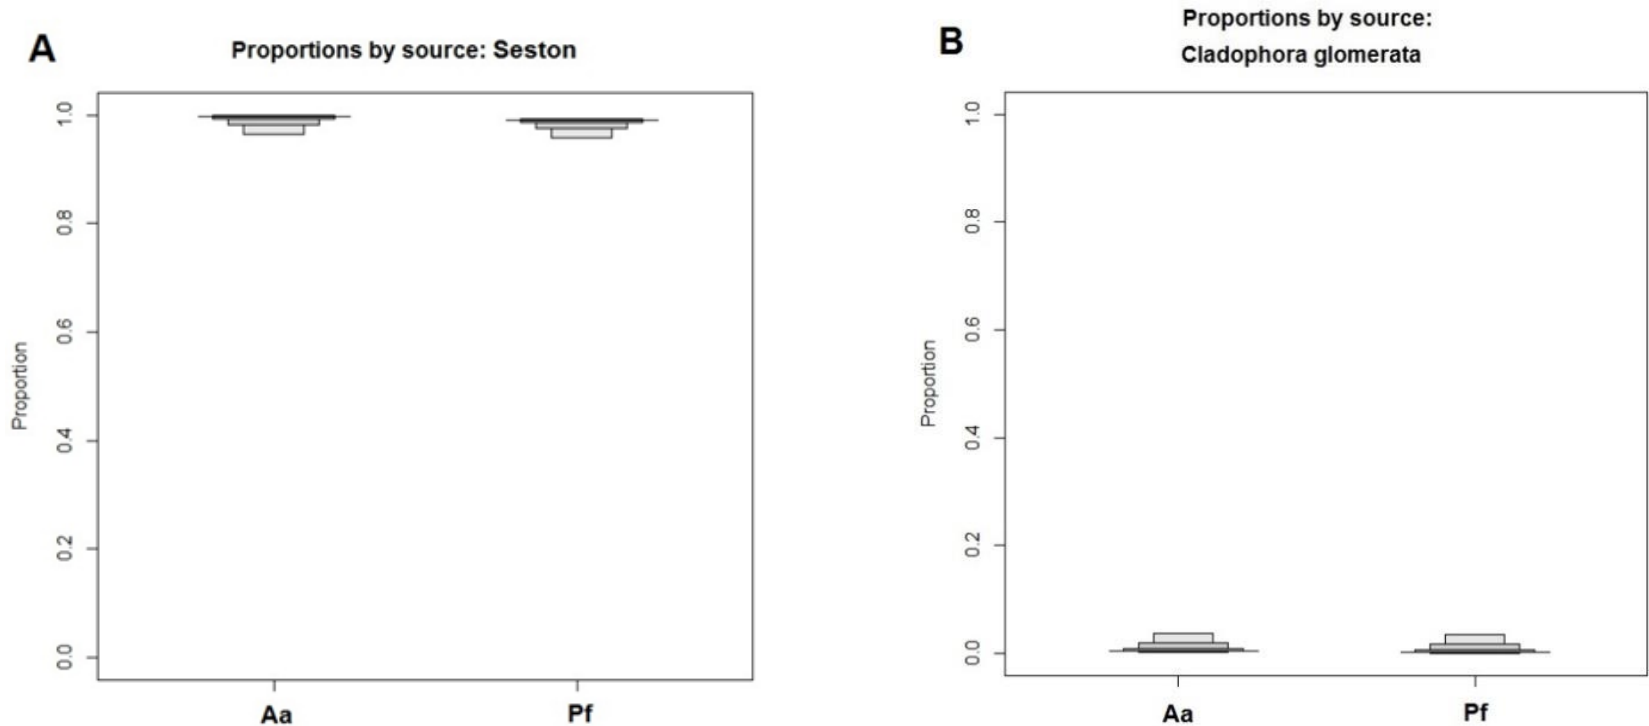 A
Proportions by source: Seston
1.0
0.8
0.6
0.4
0.2
0.0
Proportion
Aa
Pf
B
Proportions by source:
Cladophora glomerata
1.0
0.8
0.6
0.4
0.2
0.0
Proportion
Aa
Pf